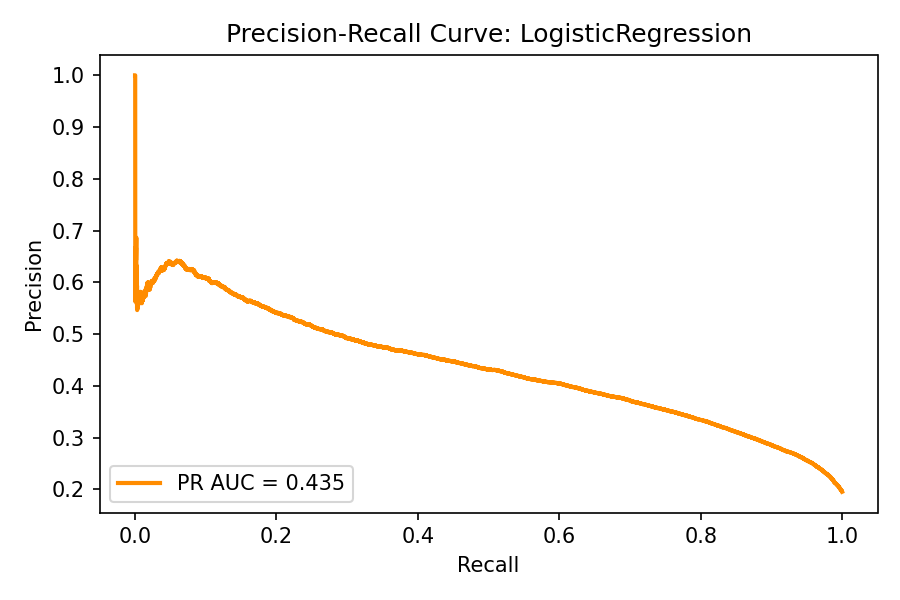 Precision-Recall Curve: LogisticRegression
Precision
1.0
0.9
0.8
0.7
0.6
0.5
0.4
0.3
0.2
PR AUC = 0.435
0.0 0.2 0.4 0.6 0.8 1.0
Recall